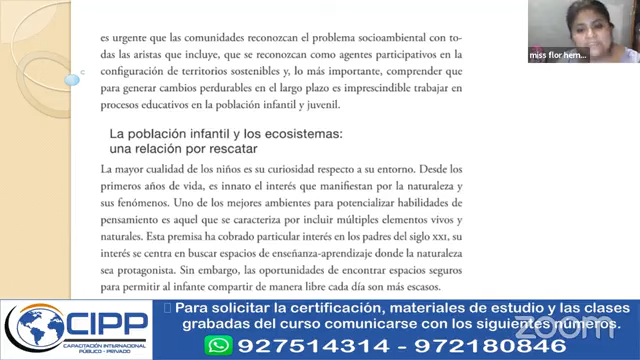 es urgente que las comunidades reconozcan el problema socioambiental con to-
das las aristas que incluye, que se reconozcan como agentes participativos en la
configuración de territorios sostenibles y, lo más importante, comprender que
para generar cambios perdurables en el largo plazo es imprescindible trabajar en
procesos educativos en la población infantil y juvenil.
La población infantil y los ecosistemas:
una relación por rescatar
La mayor cualidad de los niños es su curiosidad respecto a su entorno. Desde los
primeros años de vida, es innato el interés que manifiestan por la naturaleza y
sus fenómenos. Uno de los mejores ambientes para potencializar habilidades de
pensamiento es aquel que se caracteriza por incluir múltiples elementos vivos y
naturales. Esta premisa ha cobrado particular interés en los padres del siglo XXI, su
interés se centra en buscar espacios de enseñanza-aprendizaje donde la naturaleza
sea protagonista. Sin embargo, las oportunidades de encontrar espacios seguros
para permitir al infante compartir de manera libre cada día son más escasos.
miss flor hern...
zoom
CIPP
CAPACITACIÓN INTERNACIONAL
PÚBLICO - PRIVADO
Para solicitar la certificación, materiales de estudio y las clases
grabadas del curso comunicarse con los siguientes números.
927514314 - 972180846